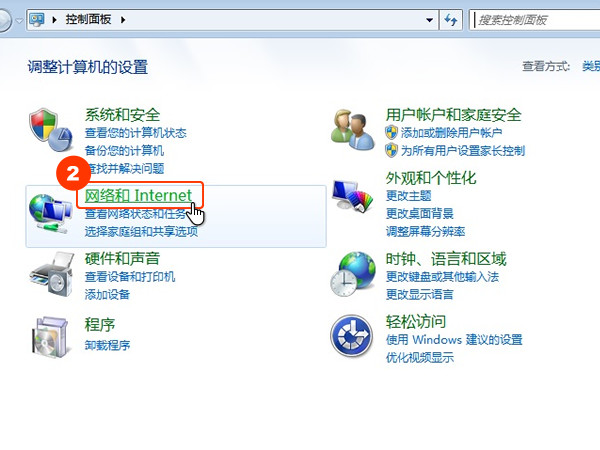 控制面板
搜索控制面板
调整计算机的设置
查看方式:
类别
系统和安全
查看您的计算机状态
备份您的计算机
查找并解决问题
2
网络和 Internet
查看网络状态和任务
选择家庭组和共享选项
硬件和声音
查看设备和打印机
添加设备
程序
卸载程序
用户帐户和家庭安全
添加或删除用户帐户
为所有用户设置家长控制
外观和个性化
更改主题
更改桌面背景
调整屏幕分辨率
时钟、语言和区域
更改键盘或其他输入法
更改显示语言
轻松访问
使用 Windows 建议的设置
优化视频显示